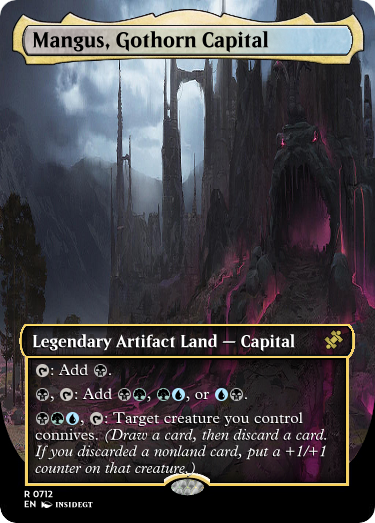 Mangus, Gothorn Capital
Legendary Artifact Land — Capital
: Add .
, : Add , , or .
, : Target creature you control
connives. (Draw a card, then discard a card.
If you discarded a nonland card, put a +1/+1
counter on that creature.)
R 0712
EN INSIDEGT